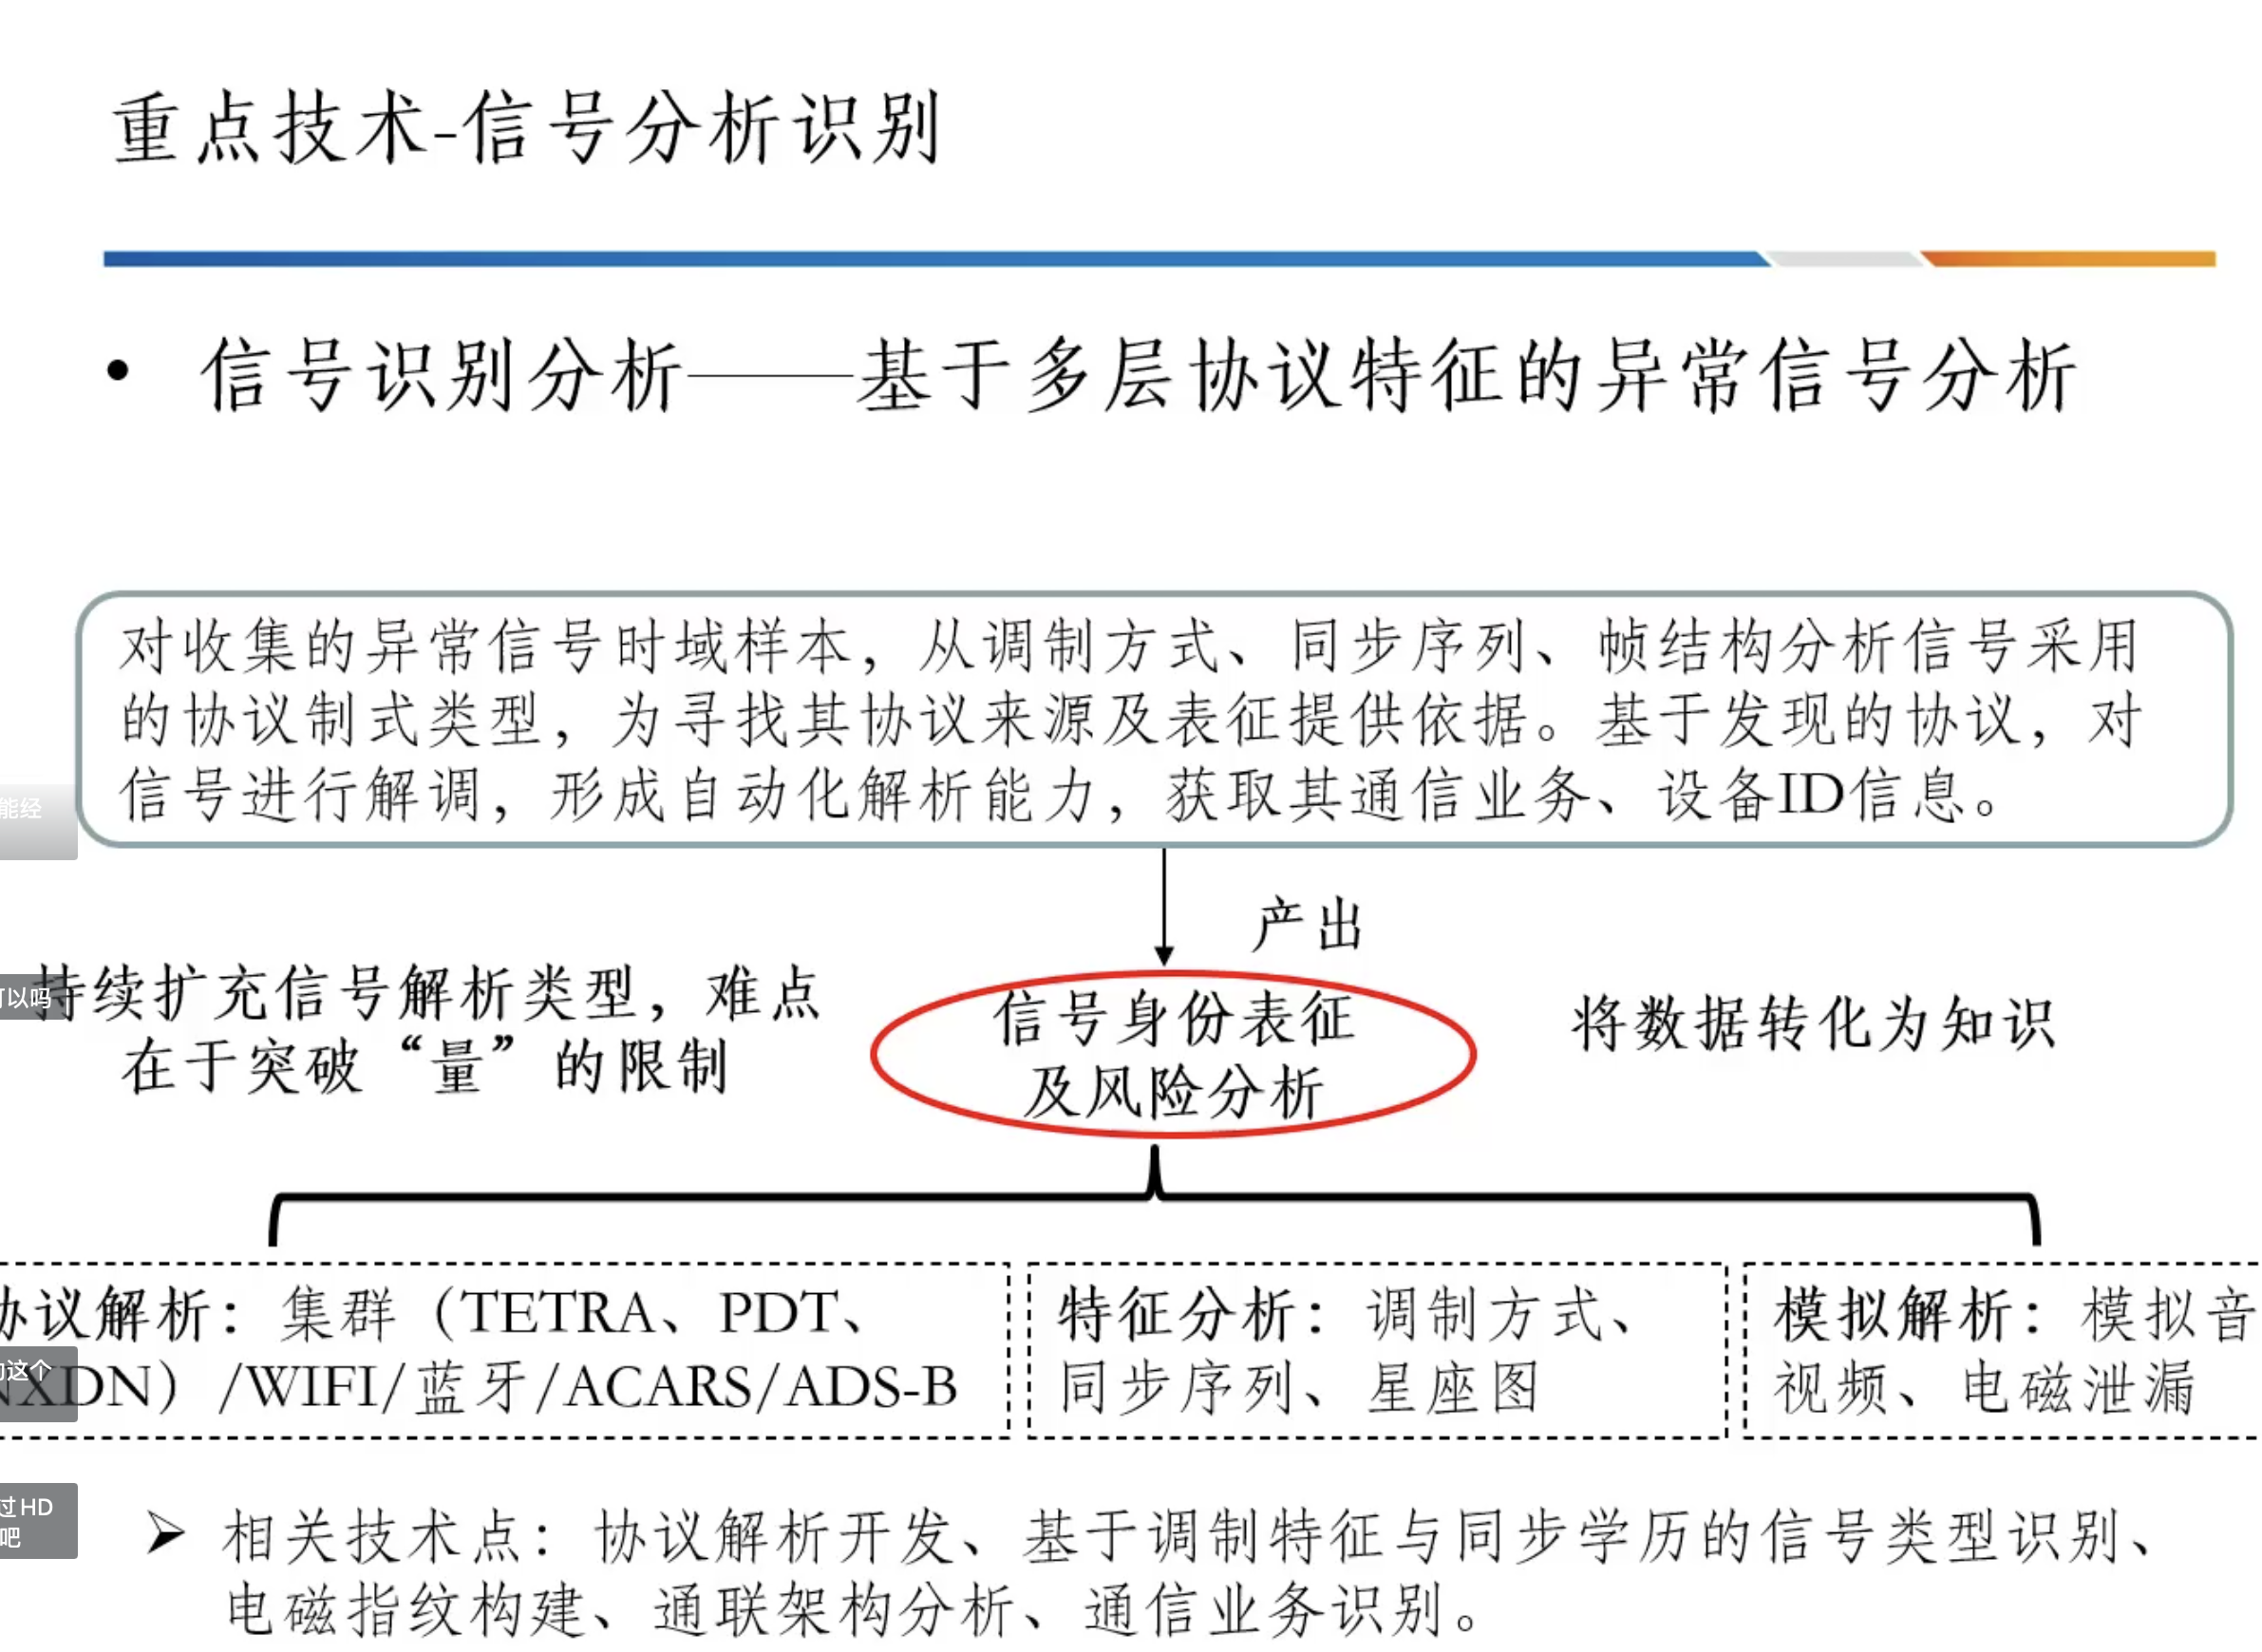 重点技术-信号分析识别
• 信号识别分析——基于多层协议特征的异常信号分析
对收集的异常信号时域样本，从调制方式、同步序列、帧结构分析信号采用
的协议制式类型，为寻找其协议来源及表征提供依据。基于发现的协议，对
信号进行解调，形成自动化解析能力，获取其通信业务、设备ID信息。
能经
产出
持续扩充信号解析类型，难点
在于突破“量”的限制
可以吗
信号身份表征
及风险分析
将数据转化为知识
协议解析：集群（TETRA、PDT、
NXDN）/WIFI/蓝牙/ACARS/ADS-B
的这个
特征分析：调制方式、
同步序列、星座图
模拟解析：模拟音
视频、电磁泄漏
过HD
吧
➢ 相关技术点：协议解析开发、基于调制特征与同步学历的信号类型识别、
电磁指纹构建、通联架构分析、通信业务识别。